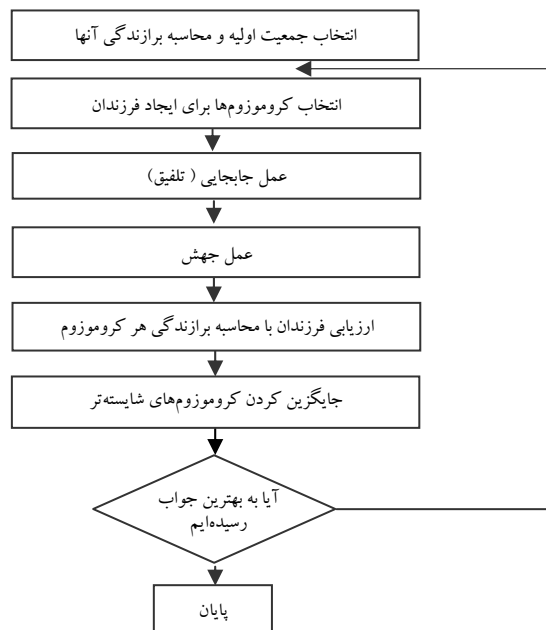 انتخاب جمعیت اولیه و محاسبه برازندگی آنها
انتخاب کروموزوم‌ها برای ایجاد فرزندان
عمل جابجایی ( تلفیق)
عمل جهش
ارزیابی فرزندان با محاسبه برازندگی هر کروموزوم
جایگزین کردن کروموزوم‌های شایسته‌تر
آیا به بهترین جواب
رسیده‌ایم
پایان